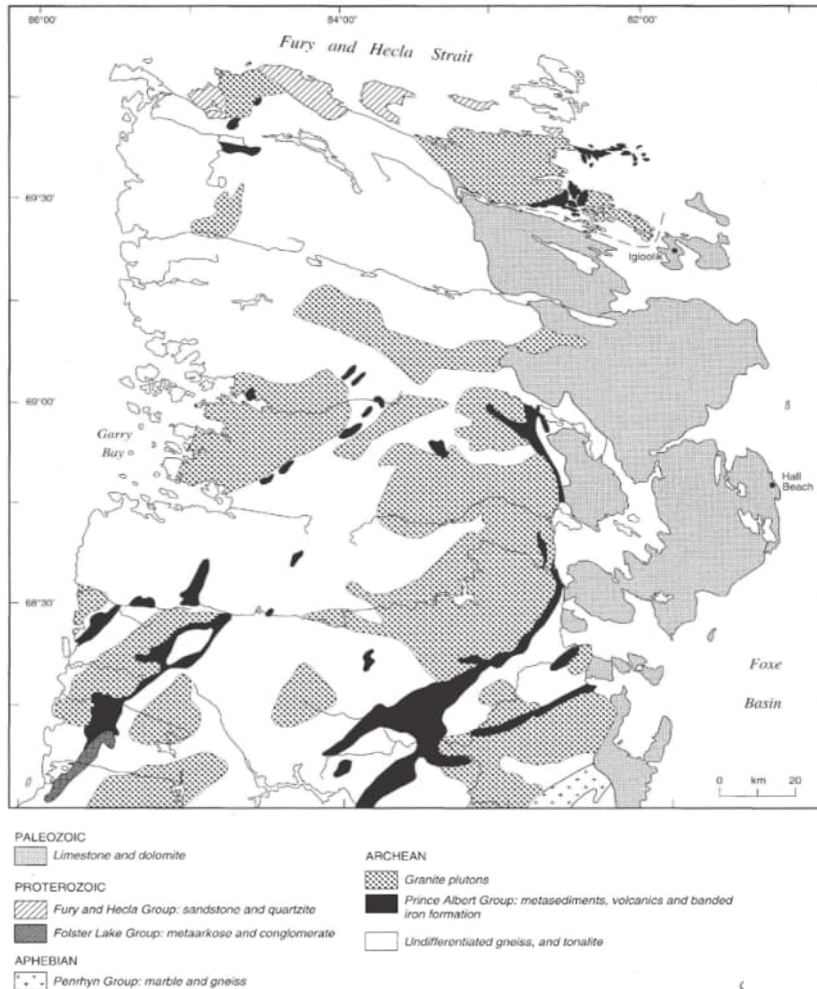 86°00'
84°00'
82°00'
Fury and Hecla Strait
69°30'
Igloolik
69°00'
Garry
Bay
Hall
Beach
68°30'
Foxe
Basin
0 km 20
PALEOZOIC
Limestone and dolomite
PROTEROZOIC
Fury and Hecla Group: sandstone and quartzite
Folster Lake Group: metaarkose and conglomerate
APHEBIAN
Penrhyn Group: marble and gneiss
ARCHEAN
Granite plutons
Prince Albert Group: metasediments, volcanics and banded
iron formation
Undifferentiated gneiss, and tonalite